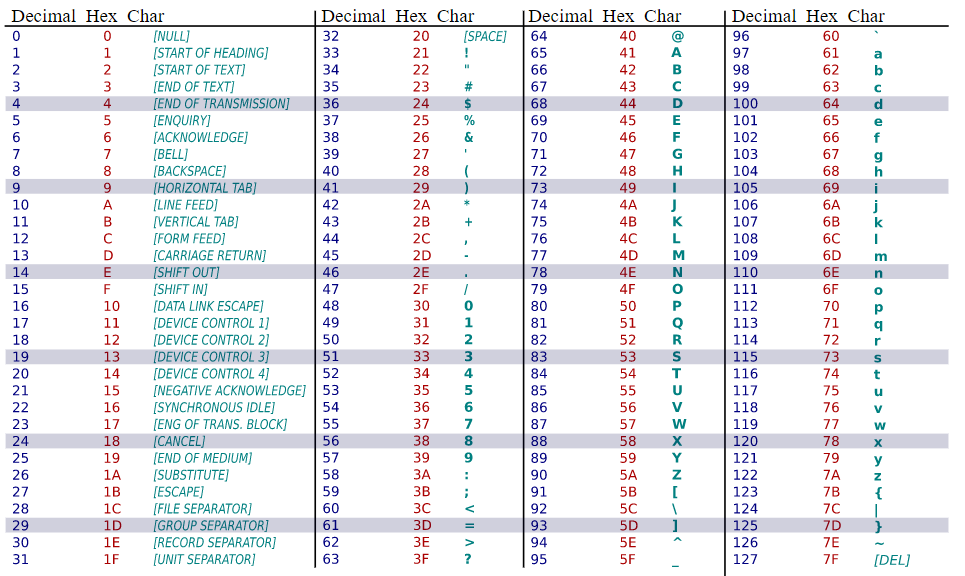 Decimal Hex Char Decimal Hex Char Decimal Hex Char Decimal Hex Char
0 0 [NULL] 32 20 [SPACE] 64 40 @ 96 60 `
1 1 [START OF HEADING] 33 21 ! 65 41 A 97 61 a
2 2 [START OF TEXT] 34 22 " 66 42 B 98 62 b
3 3 [END OF TEXT] 35 23 # 67 43 C 99 63 c
4 4 [END OF TRANSMISSION] 36 24 $ 68 44 D 100 64 d
5 5 [ENQUIRY] 37 25 % 69 45 E 101 65 e
6 6 [ACKNOWLEDGE] 38 26 & 70 46 F 102 66 f
7 7 [BELL] 39 27 ' 71 47 G 103 67 g
8 8 [BACKSPACE] 40 28 ( 72 48 H 104 68 h
9 9 [HORIZONTAL TAB] 41 29 ) 73 49 I 105 69 i
10 A [LINE FEED] 42 2A * 74 4A J 106 6A j
11 B [VERTICAL TAB] 43 2B + 75 4B K 107 6B k
12 C [FORM FEED] 44 2C , 76 4C L 108 6C l
13 D [CARRIAGE RETURN] 45 2D - 77 4D M 109 6D m
14 E [SHIFT OUT] 46 2E . 78 4E N 110 6E n
15 F [SHIFT IN] 47 2F / 79 4F O 111 6F o
16 10 [DATA LINK ESCAPE] 48 30 0 80 50 P 112 70 p
17 11 [DEVICE CONTROL 1] 49 31 1 81 51 Q 113 71 q
18 12 [DEVICE CONTROL 2] 50 32 2 82 52 R 114 72 r
19 13 [DEVICE CONTROL 3] 51 33 3 83 53 S 115 73 s
20 14 [DEVICE CONTROL 4] 52 34 4 84 54 T 116 74 t
21 15 [NEGATIVE ACKNOWLEDGE] 53 35 5 85 55 U 117 75 u
22 16 [SYNCHRONOUS IDLE] 54 36 6 86 56 V 118 76 v
23 17 [ENG OF TRANS. BLOCK] 55 37 7 87 57 W 119 77 w
24 18 [CANCEL] 56 38 8 88 58 X 120 78 x
25 19 [END OF MEDIUM] 57 39 9 89 59 Y 121 79 y
26 1A [SUBSTITUTE] 58 3A : 90 5A Z 122 7A z
27 1B [ESCAPE] 59 3B ; 91 5B [ 123 7B {
28 1C [FILE SEPARATOR] 60 3C < 92 5C \ 124 7C |
29 1D [GROUP SEPARATOR] 61 3D = 93 5D ] 125 7D }
30 1E [RECORD SEPARATOR] 62 3E > 94 5E ^ 126 7E ~
31 1F [UNIT SEPARATOR] 63 3F ? 95 5F _ 127 7F [DEL]